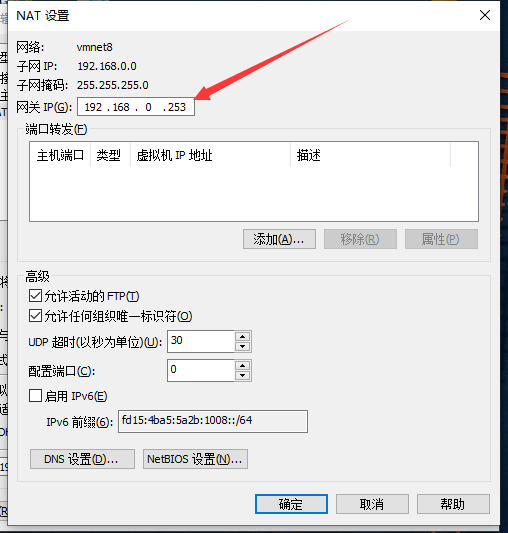 NAT 设置
网络: vmnet8
子网 IP: 192.168.0.0
子网掩码: 255.255.255.0
网关 IP(G): 192 . 168 . 0 . 253
端口转发(F)
主机端口 类型 虚拟机 IP 地址 描述
添加(A)... 移除(R) 属性(P)
高级
允许活动的 FTP(T)
允许任何组织唯一标识符(O)
UDP 超时(以秒为单位)(U): 30
配置端口(C): 0
启用 IPv6(E)
IPv6 前缀(6): fd15:4ba5:5a2b:1008::/64
DNS 设置(D)... NetBIOS 设置(N)...
确定 取消 帮助